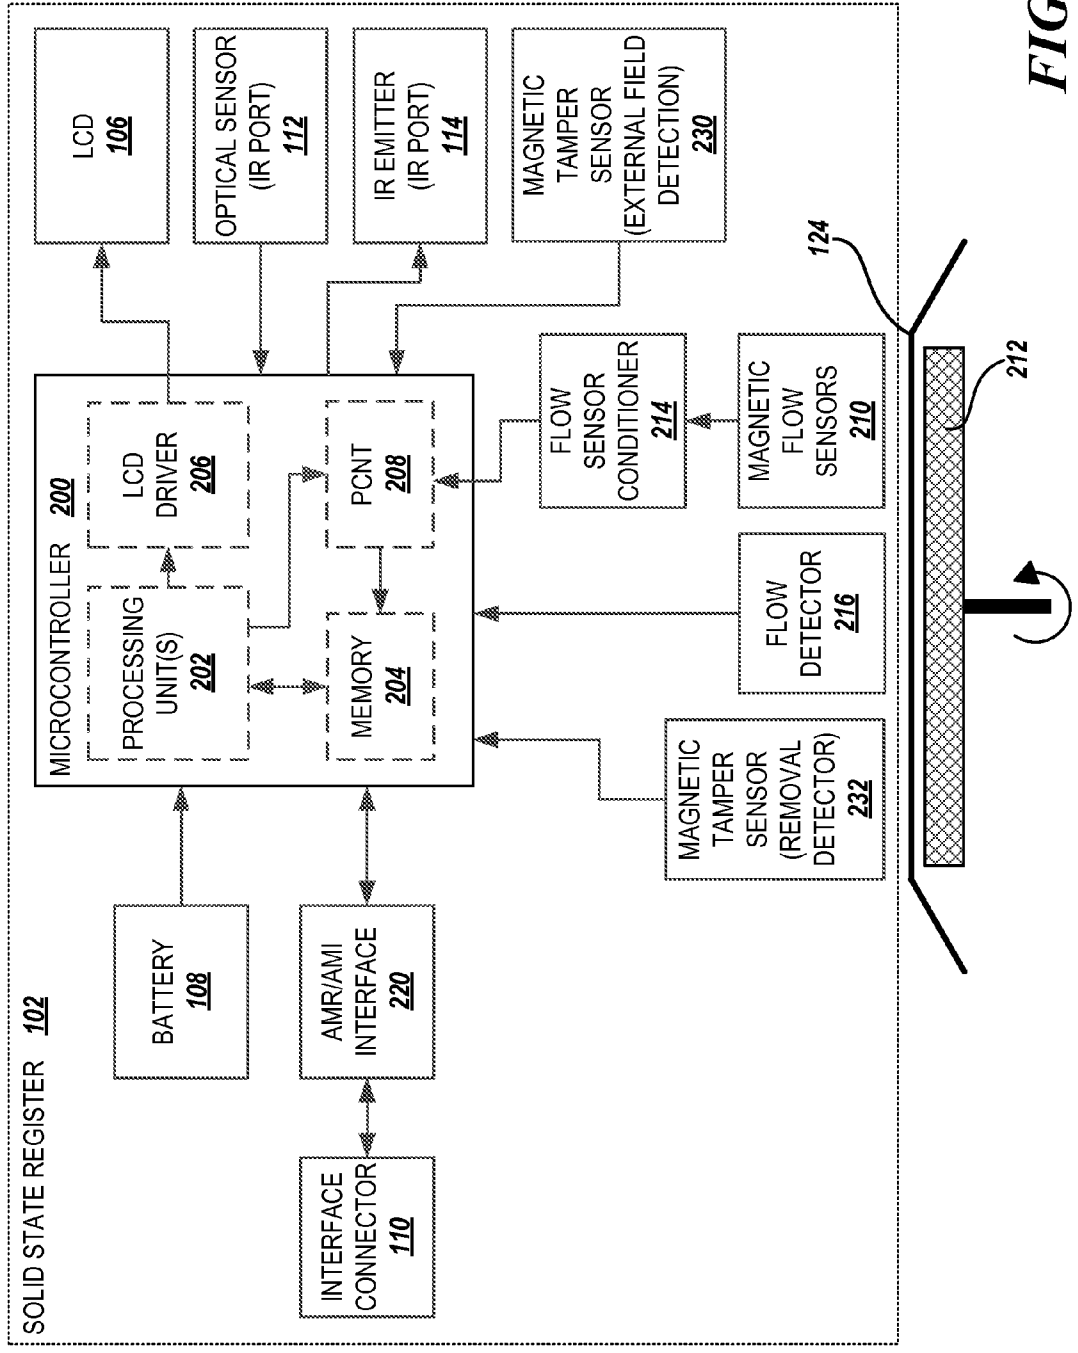 SOLID STATE REGISTER 102
BATTERY
108
INTERFACE
CONNECTOR
110
AMR/AMI
INTERFACE
220
MICROCONTROLLER 200
PROCESSING
UNIT(S)
202
LCD
DRIVER
206
MEMORY
204
PCNT
208
LCD
106
OPTICAL SENSOR
(IR PORT)
112
IR EMITTER
(IR PORT)
114
MAGNETIC
TAMPER
SENSOR
(EXTERNAL FIELD
DETECTION)
230
MAGNETIC
TAMPER
SENSOR
(REMOVAL
DETECTOR)
232
FLOW
DETECTOR
216
FLOW
SENSOR
CONDITIONER
214
MAGNETIC
FLOW
SENSORS
210
124
212
FIG